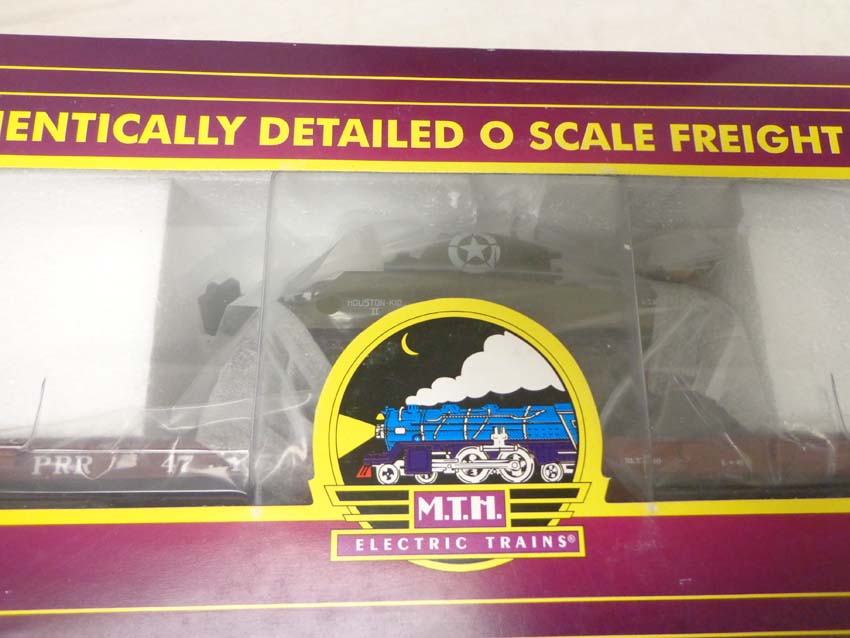 ENTICALLY DETAILED O SCALE FREIGHT
HOUSTON-KID
II
PRR 47
M.T.H.
ELECTRIC TRAINS®